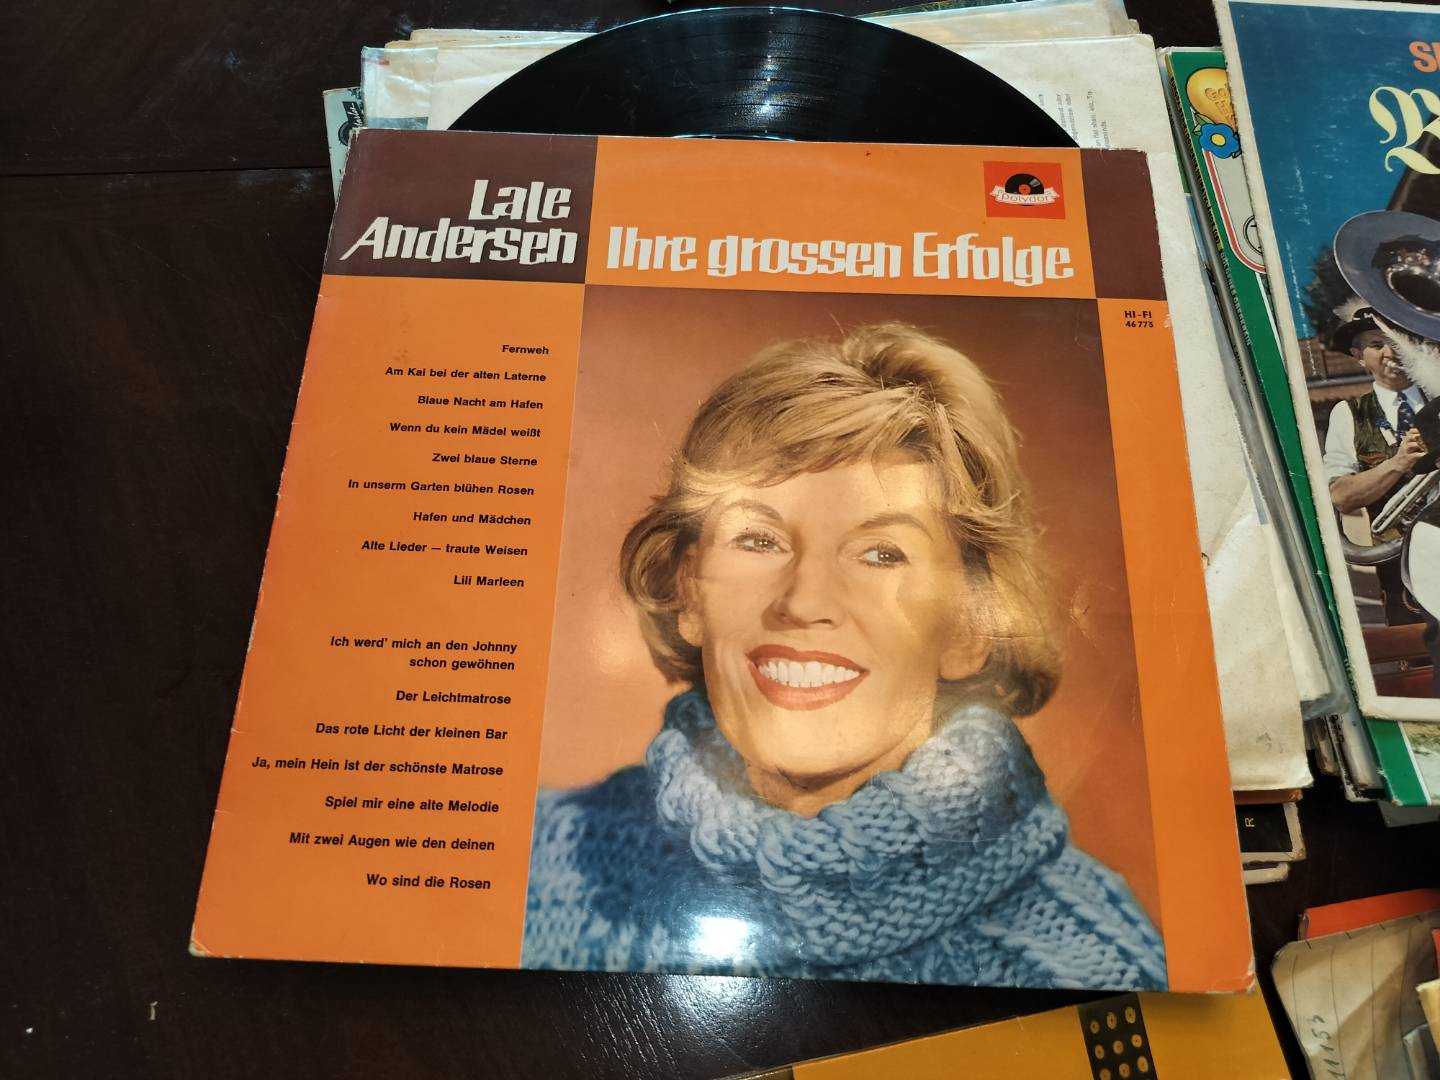 Lale
Andersen
Ihre grossen Erfolge
Polydor
HI-FI
46 773
Fernweh
Am Kai bei der alten Laterne
Blaue Nacht am Hafen
Wenn du kein Mädel weißt
Zwei blaue Sterne
In unserm Garten blühen Rosen
Hafen und Mädchen
Alte Lieder — traute Weisen
Lili Marleen
Ich werd' mich an den Johnny
schon gewöhnen
Der Leichtmatrose
Das rote Licht der kleinen Bar
Ja, mein Hein ist der schönste Matrose
Spiel mir eine alte Melodie
Mit zwei Augen wie den deinen
Wo sind die Rosen